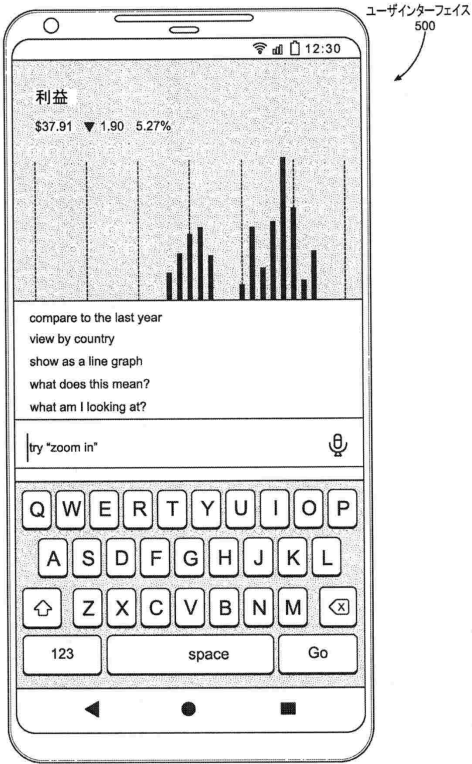 ユーザインターフェイス
500
12:30
利益
$37.91 ▼ 1.90 5.27%
compare to the last year
view by country
show as a line graph
what does this mean?
what am I looking at?
try “zoom in”
Q W E R T Y U I O P
A S D F G H J K L
Z X C V B N M
123 space Go